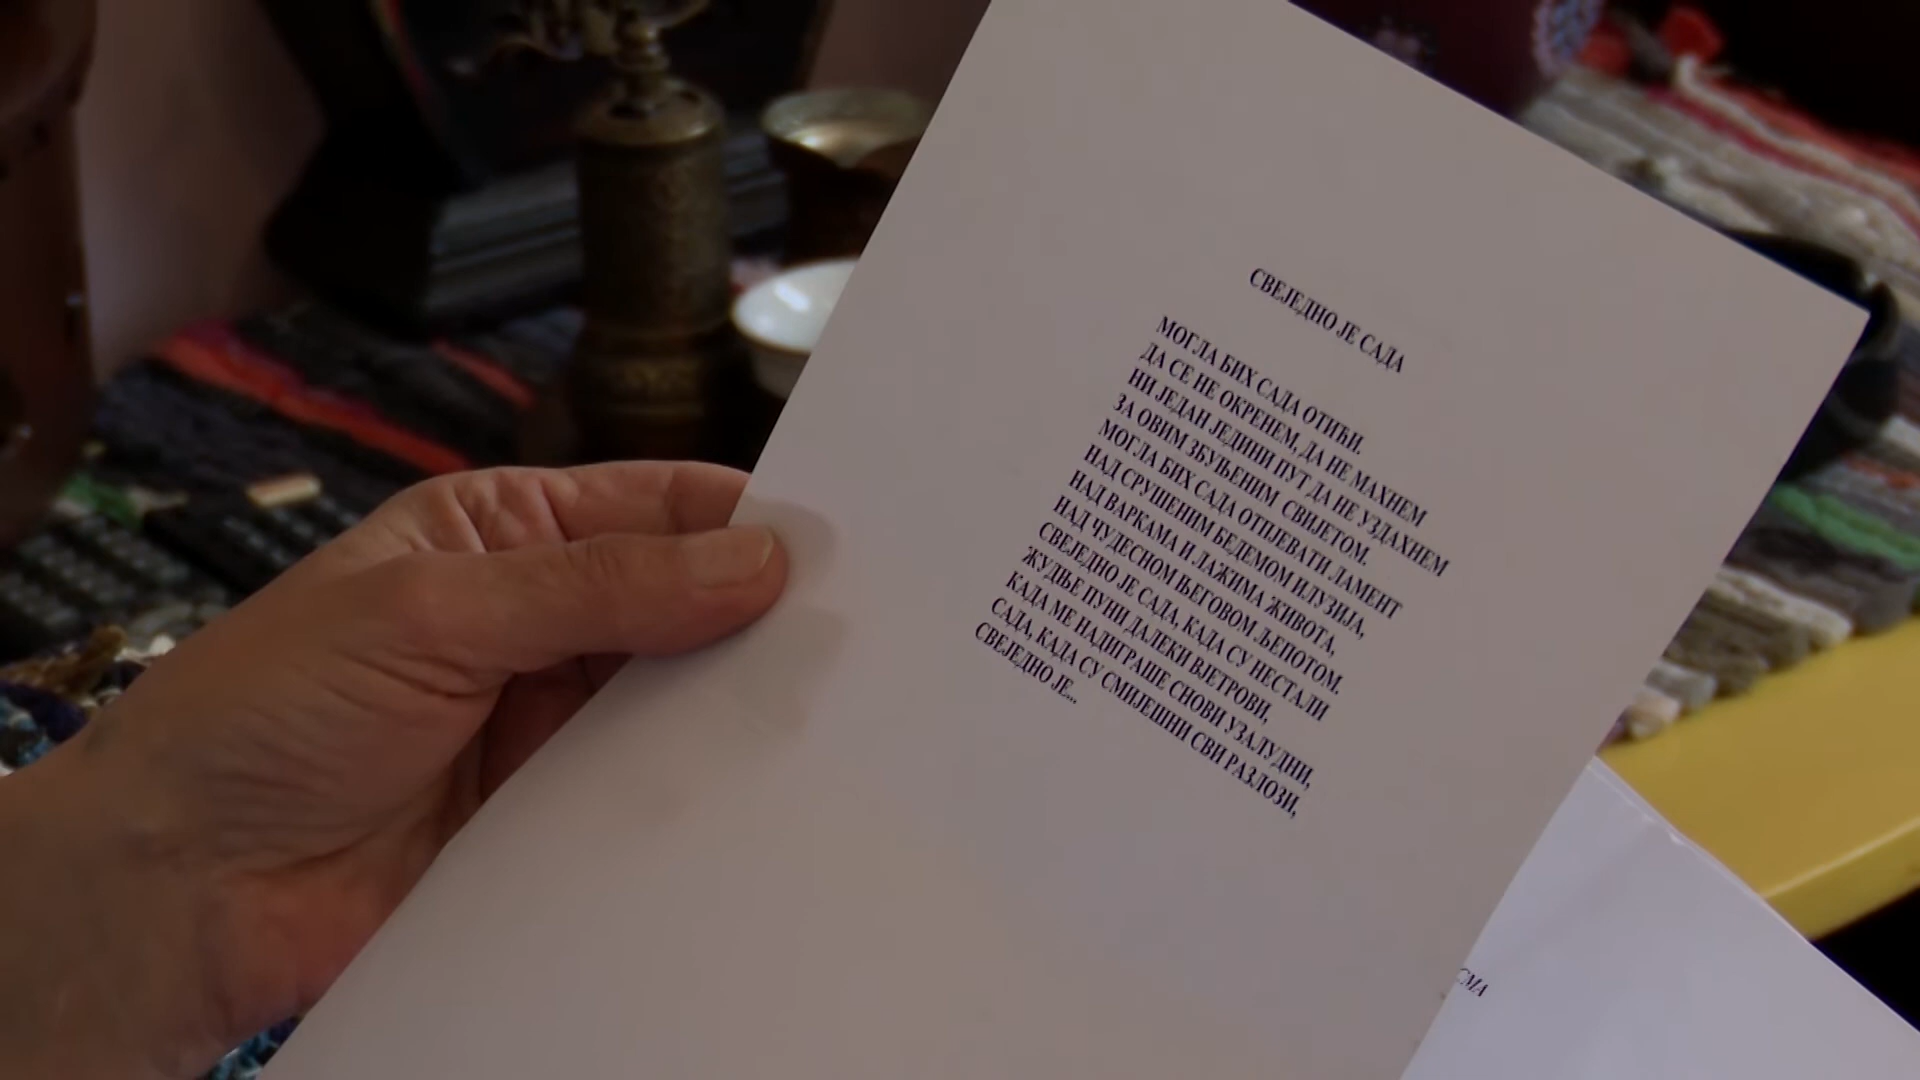 СВЕЈЕДНО ЈЕ САДА
МОГЛА БИХ САДА ОТИЋИ.
ДА СЕ НЕ ОКРЕНЕМ, ДА НЕ МАХНЕМ
НИ ЈЕДАН ЈЕДИНИ ПУТ ДА НЕ УЗДАХНЕМ
ЗА ОВИМ ЗБУЊЕНИМ СВИЈЕТОМ.
МОГЛА БИХ САДА ОТПЈЕВАТИ ЛАМЕНТ
НАД СРУШЕНИМ БЕДЕМОМ ИЛУЗИЈА,
НАД ВАРКАМА И ЛАЖИМА ЖИВОТА,
НАД ЧУДЕСНОМ ЊЕГОВОМ ЉЕПОТОМ.
СВЕЈЕДНО ЈЕ САДА, КАДА СУ НЕСТАЛИ
ЖУДЊЕ ПУНИ ДАЛЕКИ ВЈЕТРОВИ,
КАДА МЕ НАДИГРАШЕ СНОВИ УЗАЛУДНИ,
САДА, КАДА СУ СМИЈЕШНИ СВИ РАЗЛОЗИ,
СВЕЈЕДНО ЈЕ...